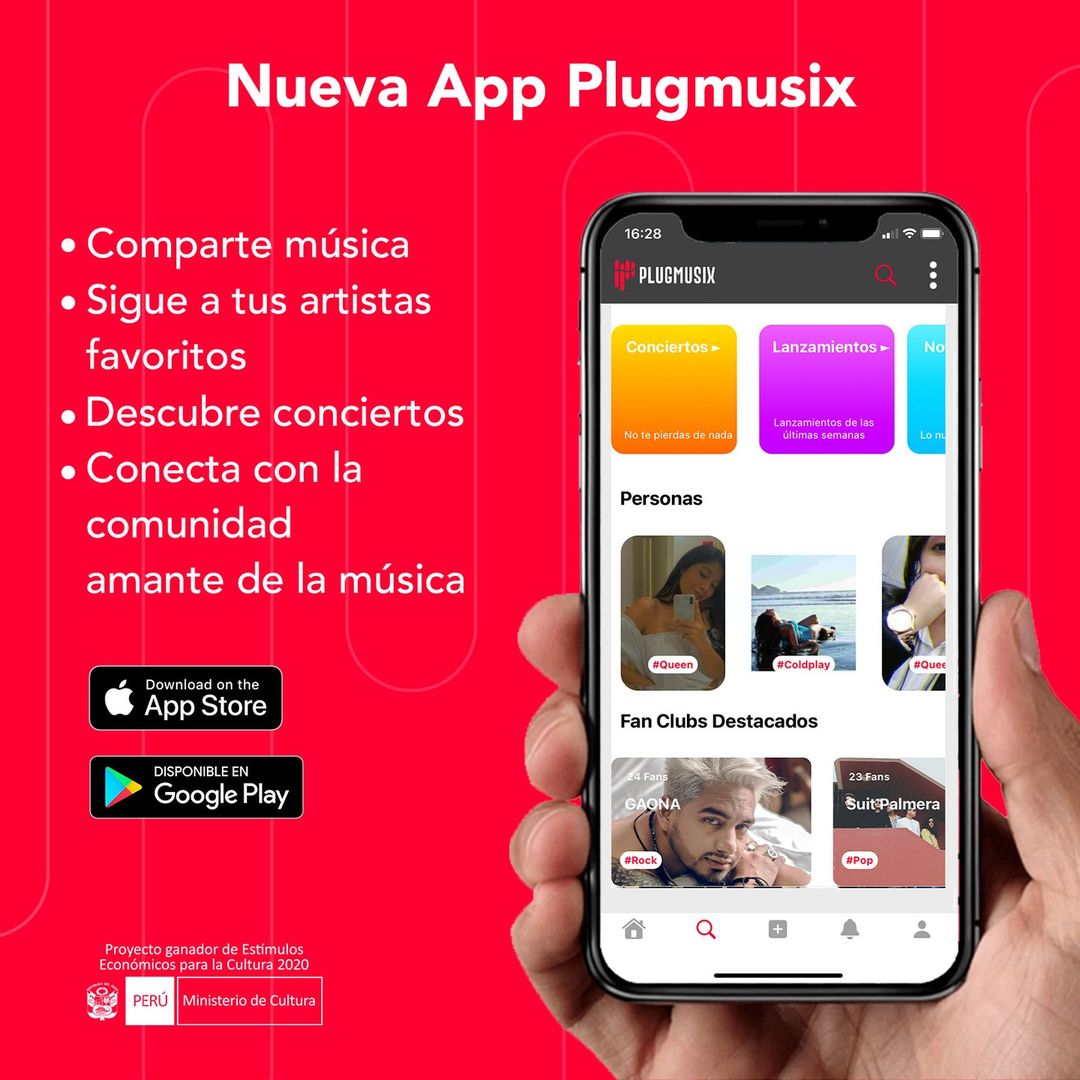 Nueva App Plugmusix
• Comparte música
• Sigue a tus artistas
favoritos
• Descubre conciertos
• Conecta con la
comunidad
amante de la música
Download on the
App Store
DISPONIBLE EN
Google Play
Proyecto ganador de Estímulos
Económicos para la Cultura 2020
PERÚ Ministerio de Cultura
16:28
PLUGMUSIX
Conciertos ► Lanzamientos ► No
No te pierdas de nada
Lanzamientos de las
últimas semanas
Lo nu
Personas
#Queen #Coldplay #Quee
Fan Clubs Destacados
24 Fans
GAONA
#Rock
23 Fans
Suit Palmera
#Pop